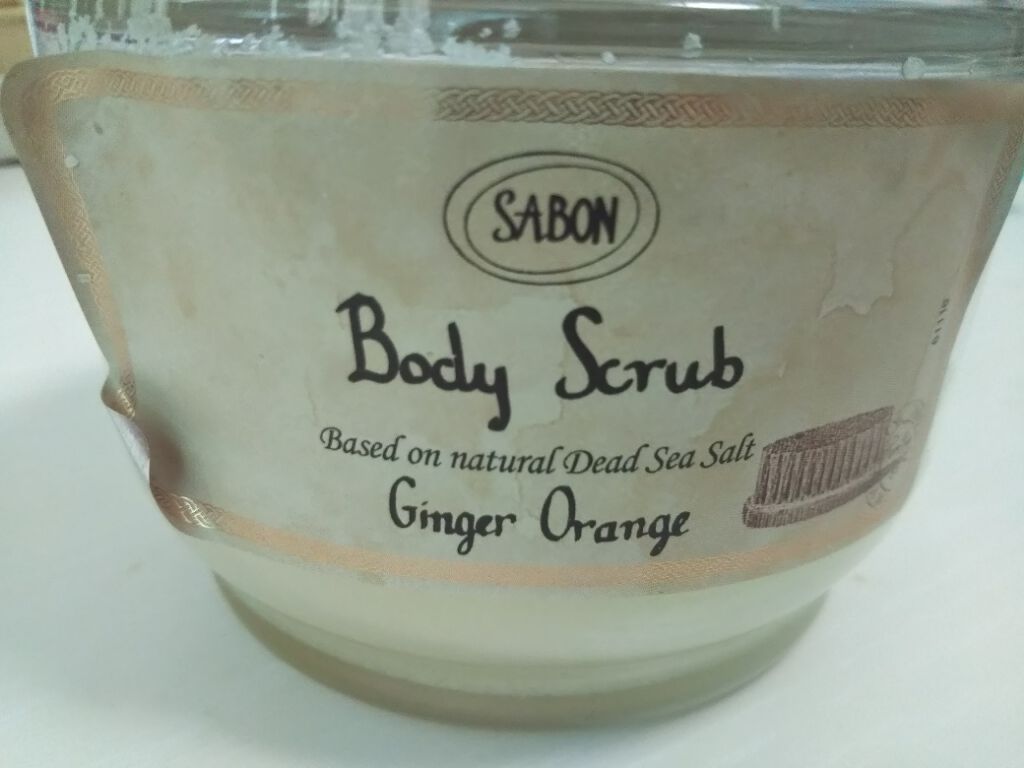 SABON
Body Scrub
Based on natural Dead Sea Salt
Ginger Orange